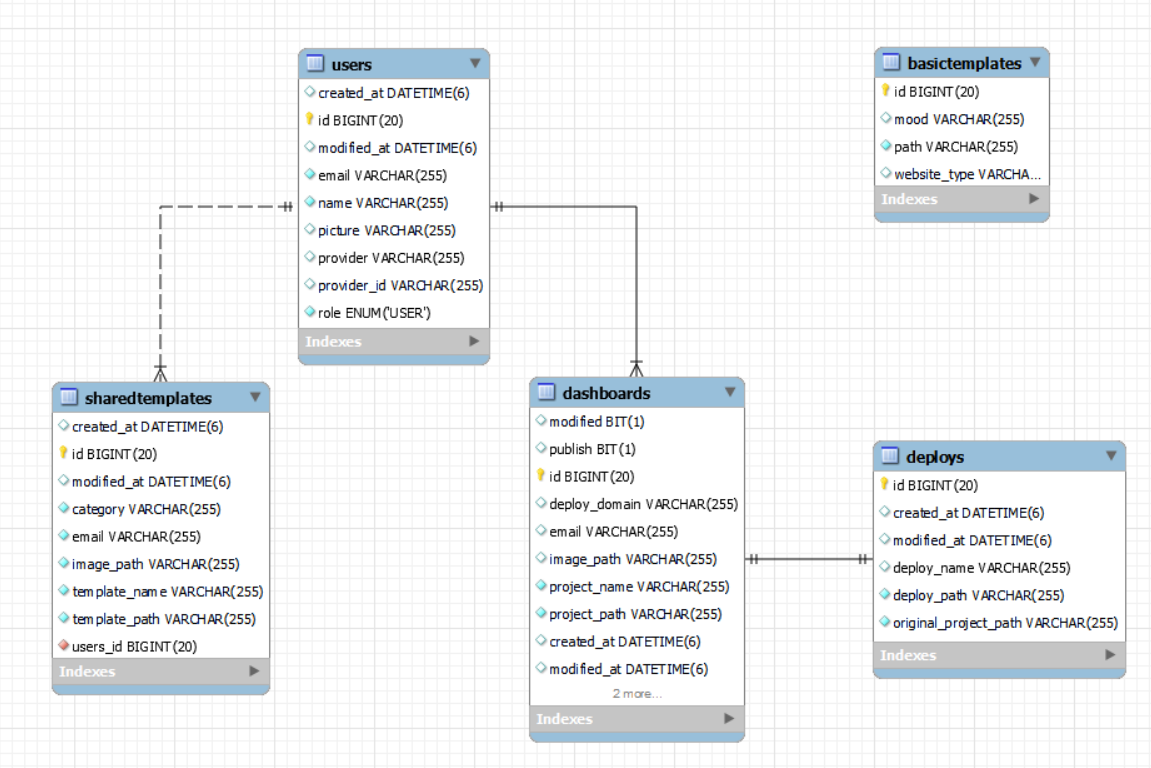 users
created_at DATETIME(6)
id BIGINT(20)
modified_at DATETIME(6)
email VARCHAR(255)
name VARCHAR(255)
picture VARCHAR(255)
provider VARCHAR(255)
provider_id VARCHAR(255)
role ENUM('USER')
Indexes
basictemplates
id BIGINT(20)
mood VARCHAR(255)
path VARCHAR(255)
website_type VARCHA...
Indexes
sharedtemplates
created_at DATETIME(6)
id BIGINT(20)
modified_at DATETIME(6)
category VARCHAR(255)
email VARCHAR(255)
image_path VARCHAR(255)
template_name VARCHAR(255)
template_path VARCHAR(255)
users_id BIGINT(20)
Indexes
dashboards
modified BIT(1)
publish BIT(1)
id BIGINT(20)
deploy_domain VARCHAR(255)
email VARCHAR(255)
image_path VARCHAR(255)
project_name VARCHAR(255)
project_path VARCHAR(255)
created_at DATETIME(6)
modified_at DATETIME(6)
2 more...
Indexes
deploys
id BIGINT(20)
created_at DATETIME(6)
modified_at DATETIME(6)
deploy_name VARCHAR(255)
deploy_path VARCHAR(255)
original_project_path VARCHAR(255)
Indexes